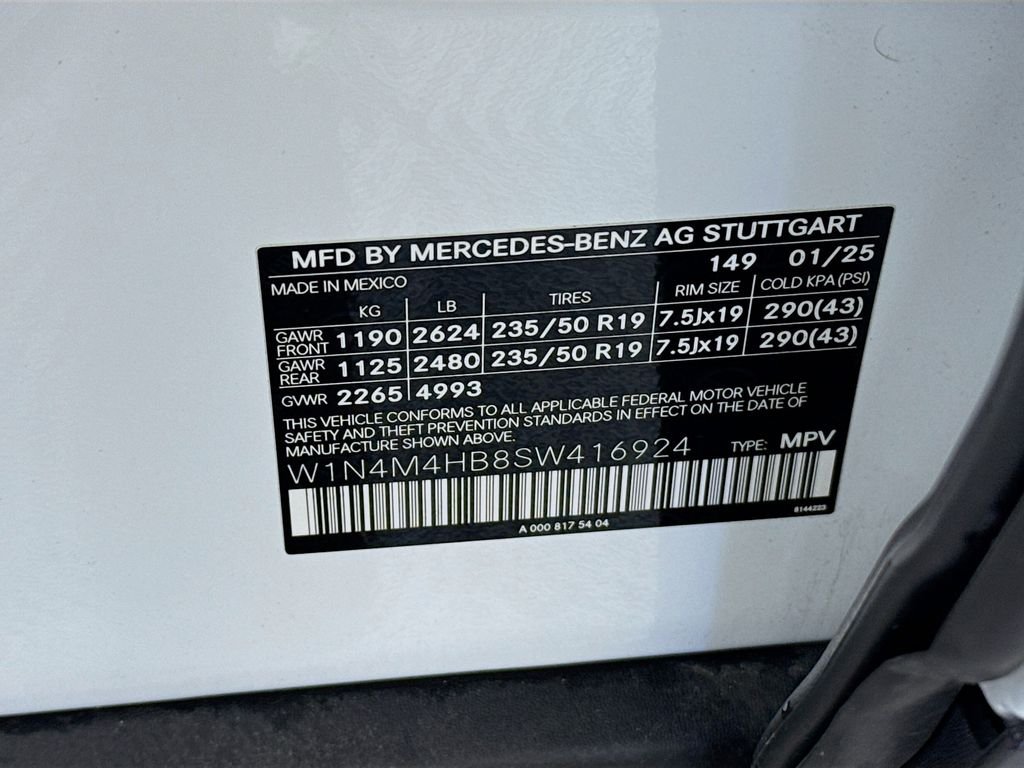 MFD BY MERCEDES-BENZ AG STUTTGART
MADE IN MEXICO 149 01/25
KG LB TIRES RIM SIZE COLD KPA (PSI)
GAWR FRONT 1190 2624 235/50 R19 7.5Jx19 290(43)
GAWR REAR 1125 2480 235/50 R19 7.5Jx19 290(43)
GVWR 2265 4993
THIS VEHICLE CONFORMS TO ALL APPLICABLE FEDERAL MOTOR VEHICLE
SAFETY AND THEFT PREVENTION STANDARDS IN EFFECT ON THE DATE OF
MANUFACTURE SHOWN ABOVE.
W1N4M4HB8SW416924 TYPE: MPV
A 000 817 54 04 8144223